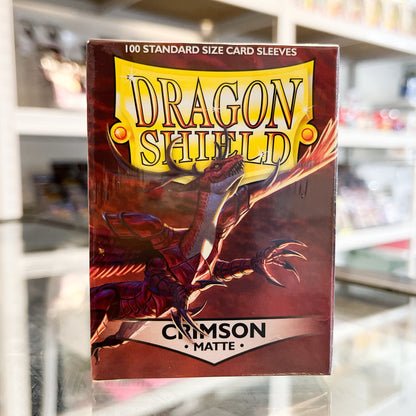 100 STANDARD SIZE CARD SLEEVES
DRAGON
SHIELD
CRIMSON
• MATTE •